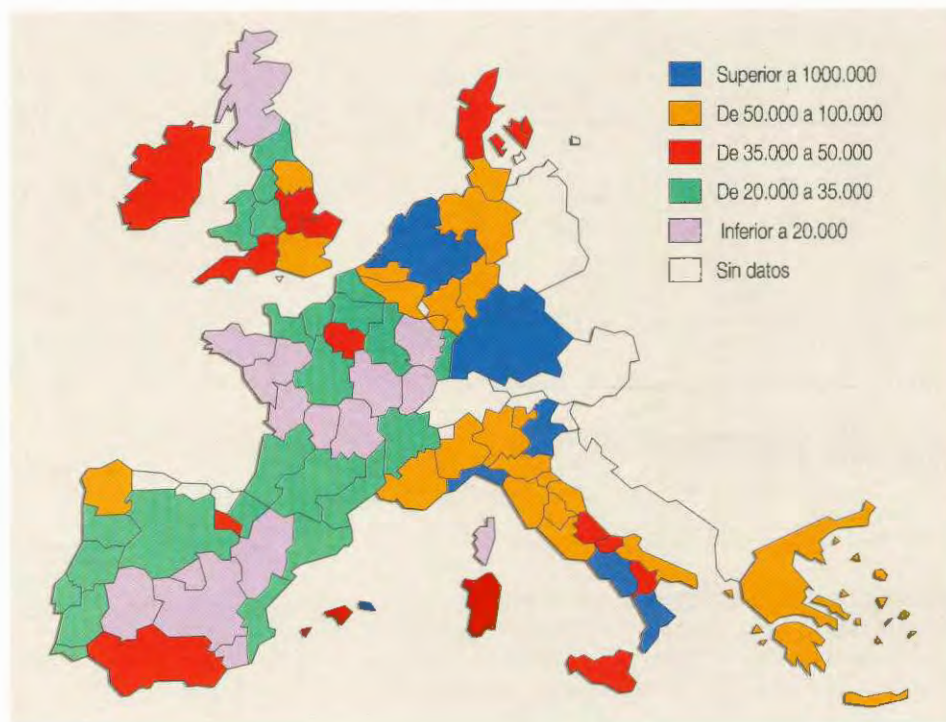 Superior a 1000.000
De 50.000 a 100.000
De 35.000 a 50.000
De 20.000 a 35.000
Inferior a 20.000
Sin datos